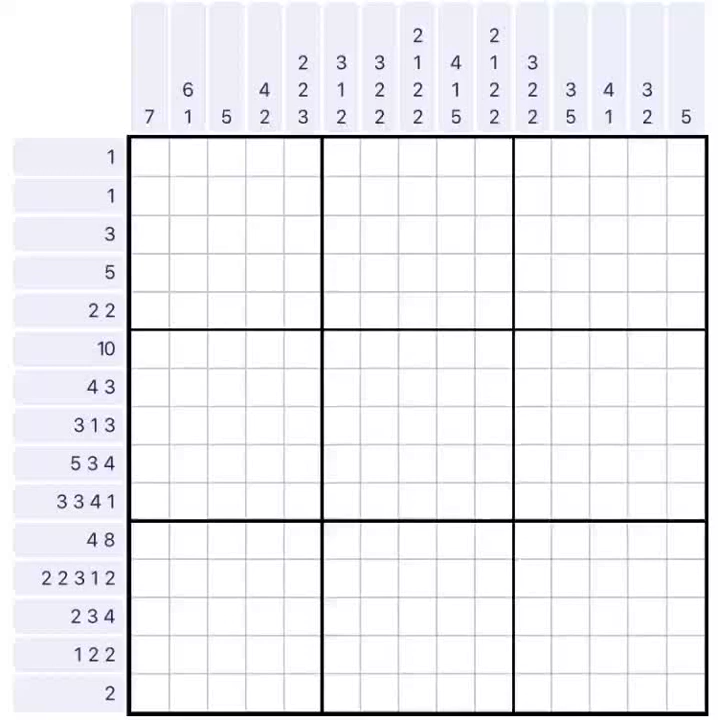 2 2
2 3 3 1 4 1 3
6 4 2 1 2 2 1 2 2 3 4 3
7 1 5 2 3 2 2 2 5 2 2 5 1 2 5
1
1
3
5
2 2
10
4 3
3 1 3
5 3 4
3 3 4 1
4 8
2 2 3 1 2
2 3 4
1 2 2
2